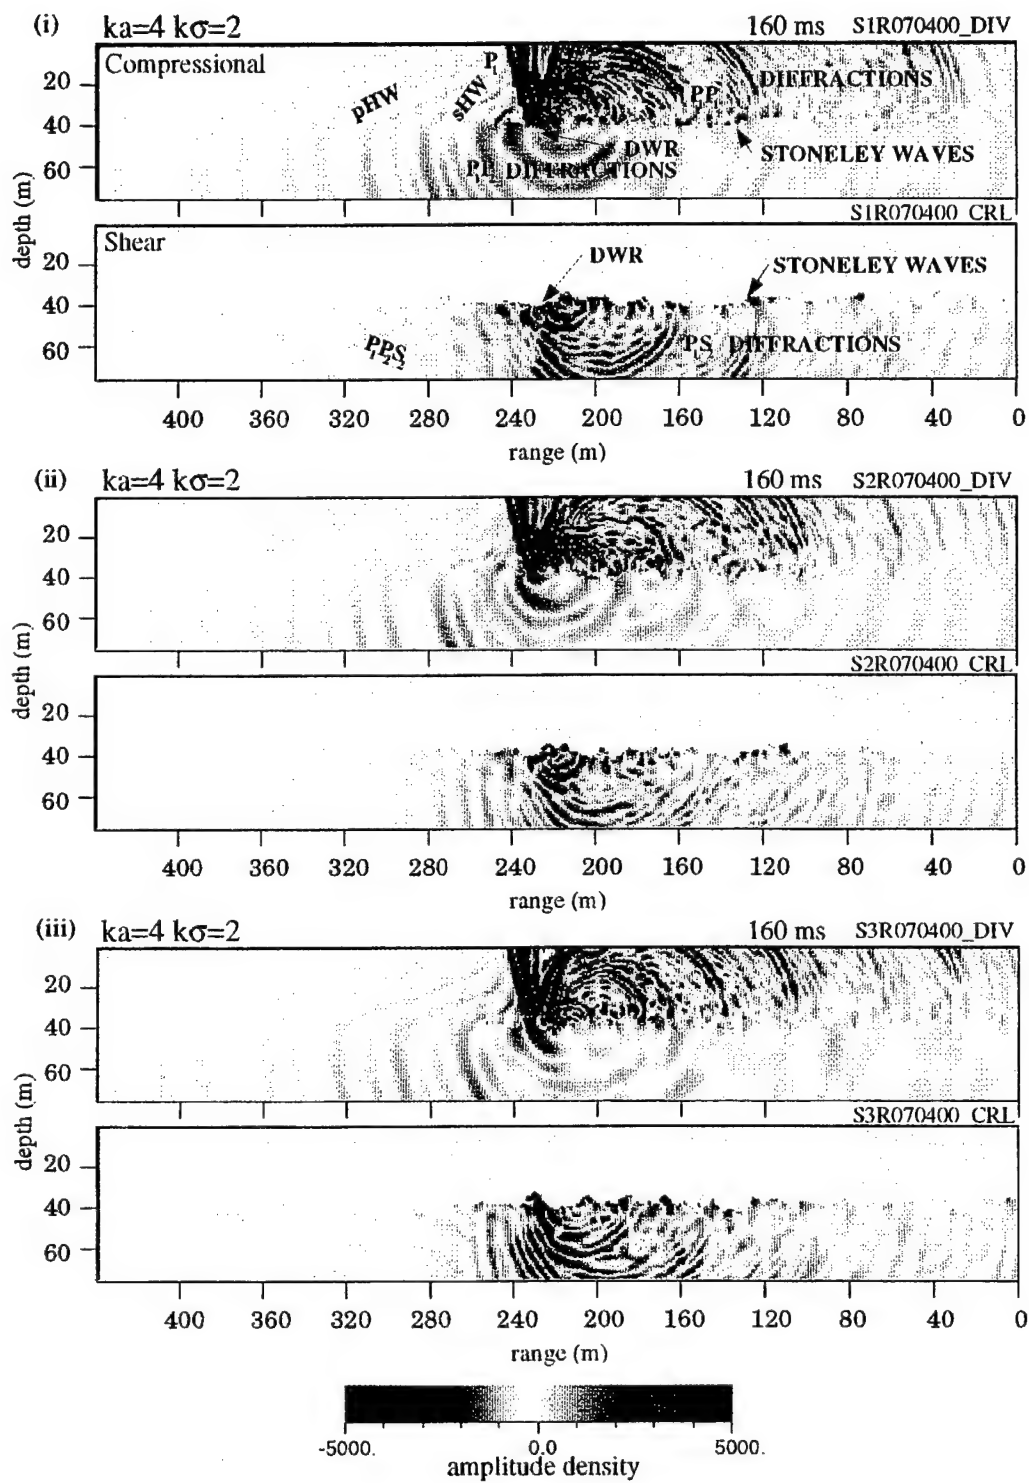 (i) ka=4 kσ=2 160 ms S1R070400_DIV
Compressional
P₁
pHW
sHW
PP
DIFFRACTIONS
DWR
STONELEY WAVES
P₁P₂ DIFFRACTIONS
20
40
60
depth (m)
S1R070400_CRL
Shear
DWR
STONELEY WAVES
P₁P₂S₂
P₁S₂ DIFFRACTIONS
20
40
60
400 360 320 280 240 200 160 120 80 40 0
range (m)
(ii) ka=4 kσ=2 160 ms S2R070400_DIV
20
40
60
depth (m)
S2R070400_CRL
20
40
60
400 360 320 280 240 200 160 120 80 40 0
range (m)
(iii) ka=4 kσ=2 160 ms S3R070400_DIV
20
40
60
depth (m)
S3R070400_CRL
20
40
60
400 360 320 280 240 200 160 120 80 40 0
range (m)
-5000. 0.0 5000.
amplitude density